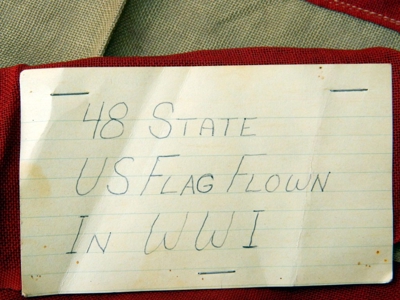 48 STATE
US FLAG FLOWN
IN WWI